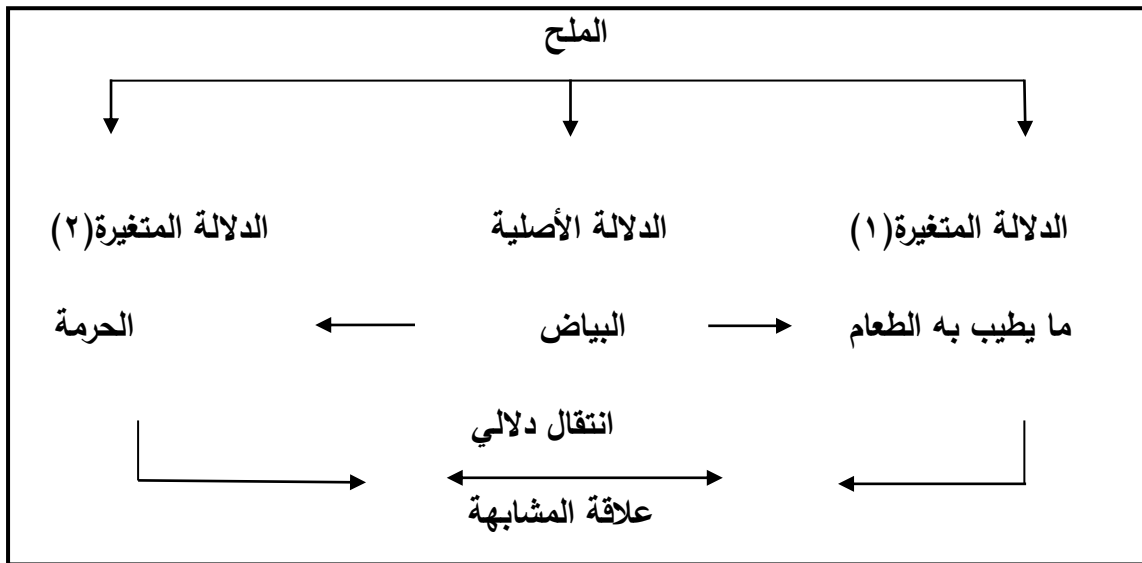 الملح
الدلالة المتغيرة(١) الدلالة الأصلية الدلالة المتغيرة(٢)
ما يطيب به الطعام البياض الحرمة
انتقال دلالي
علاقة المشابهة